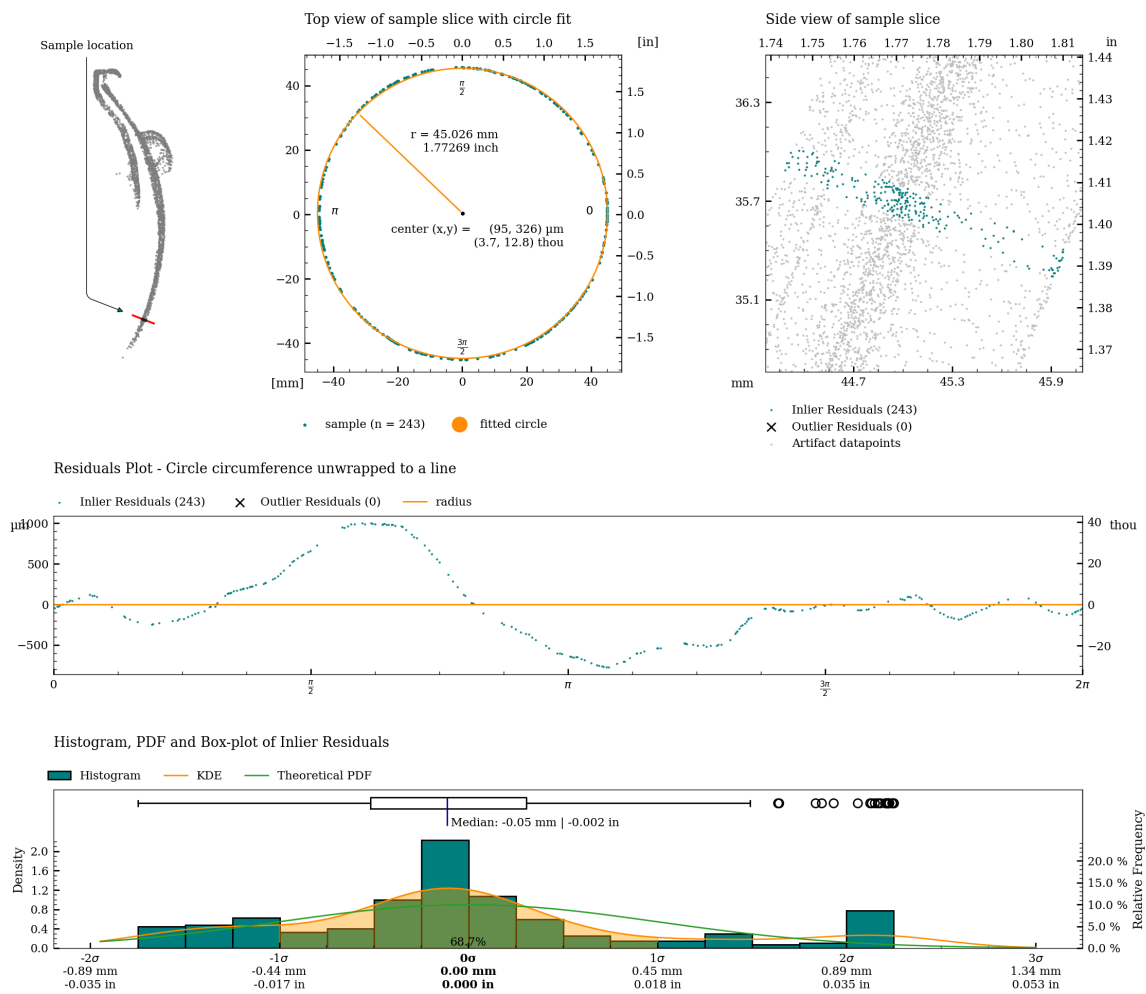 Top view of sample slice with circle fit
Side view of sample slice
Sample location
−1.5 −1.0 −0.5 0.0 0.5 1.0 1.5 [in]
1.74 1.75 1.76 1.77 1.78 1.79 1.80 1.81 in
40
20
0
−20
−40
1.5
1.0
0.5
0.0
−0.5
−1.0
−1.5
π/2
r = 45.026 mm
1.77269 inch
π
0
center (x,y) = (95, 326) µm
(3.7, 12.8) thou
3π/2
[mm] −40 −20 0 20 40
36.3
35.7
35.1
1.44
1.43
1.42
1.41
1.40
1.39
1.38
1.37
mm 44.7 45.3 45.9
sample (n = 243) fitted circle
Inlier Residuals (243)
Outlier Residuals (0)
Artifact datapoints
Residuals Plot - Circle circumference unwrapped to a line
Inlier Residuals (243) Outlier Residuals (0) radius
µm
1000
500
0
−500
40 thou
20
0
−20
0 π/2 π 3π/2 2π
Histogram, PDF and Box-plot of Inlier Residuals
Histogram KDE Theoretical PDF
Median: -0.05 mm | -0.002 in
Density
2.0
1.6
1.2
0.8
0.4
0.0
68.7%
20.0 %
15.0 %
10.0 %
5.0 %
0.0 %
Relative Frequency
-2σ -1σ 0σ 1σ 2σ 3σ
-0.89 mm -0.44 mm 0.00 mm 0.45 mm 0.89 mm 1.34 mm
-0.035 in -0.017 in 0.000 in 0.018 in 0.035 in 0.053 in